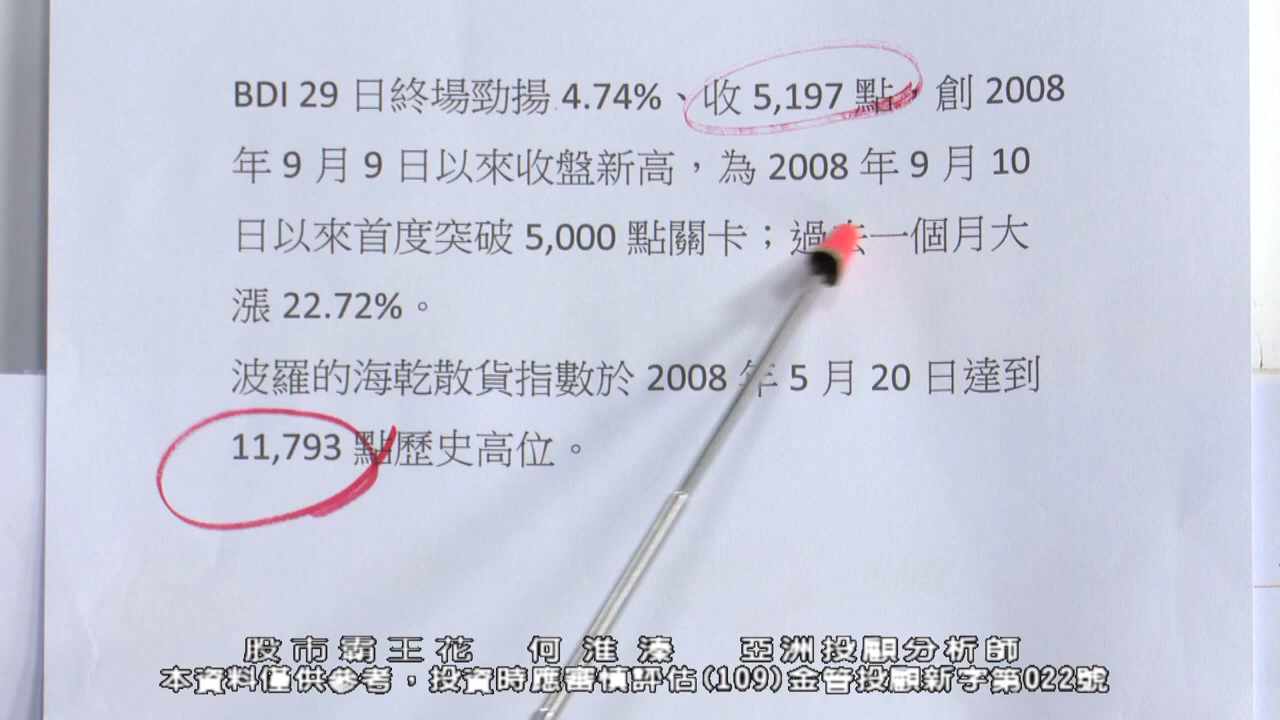 BDI 29 日終場勁揚 4.74%、收 5,197 點，創 2008
年 9 月 9 日以來收盤新高，為 2008 年 9 月 10
日以來首度突破 5,000 點關卡；過去一個月大
漲 22.72%。
波羅的海乾散貨指數於 2008 年 5 月 20 日達到
11,793 點歷史高位。
股市霸王花 何淮溱 亞洲投顧分析師
本資料僅供參考，投資時應審慎評估(109)金管投顧新字第022號